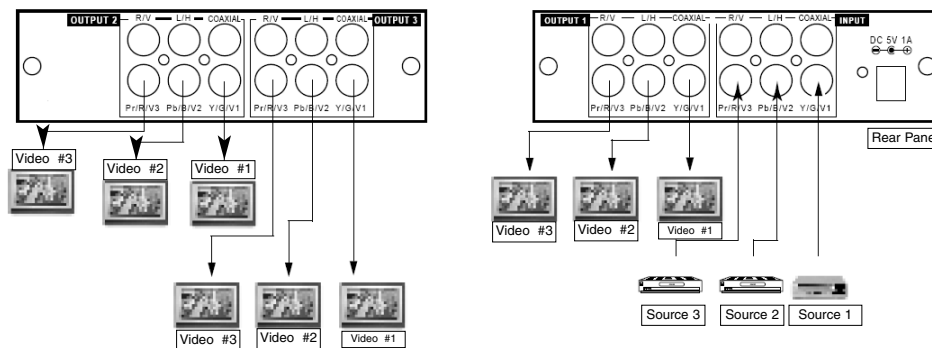 OUTPUT 2 R/V L/H COAXIAL R/V L/H COAXIAL OUTPUT 3
Pr/R/V3 Pb/B/V2 Y/G/V1 Pr/R/V3 Pb/B/V2 Y/G/V1
Video #3
Video #2
Video #1
Video #3
Video #2
Video #1
OUTPUT 1 R/V L/H COAXIAL R/V L/H COAXIAL INPUT
DC 5V 1A
Pr/R/V3 Pb/B/V2 Y/G/V1 Pr/R/V3 Pb/B/V2 Y/G/V1
Rear Pane
Video #3
Video #2
Video #1
Source 3
Source 2
Source 1